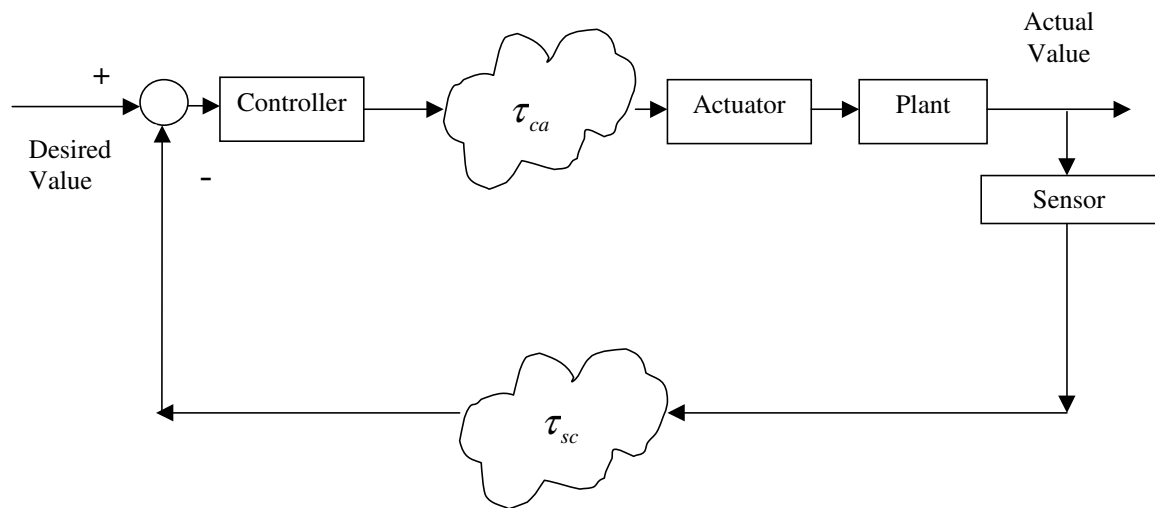 Actual
Value
+
Controller
τca
Actuator
Plant
Desired
Value
-
Sensor
τsc